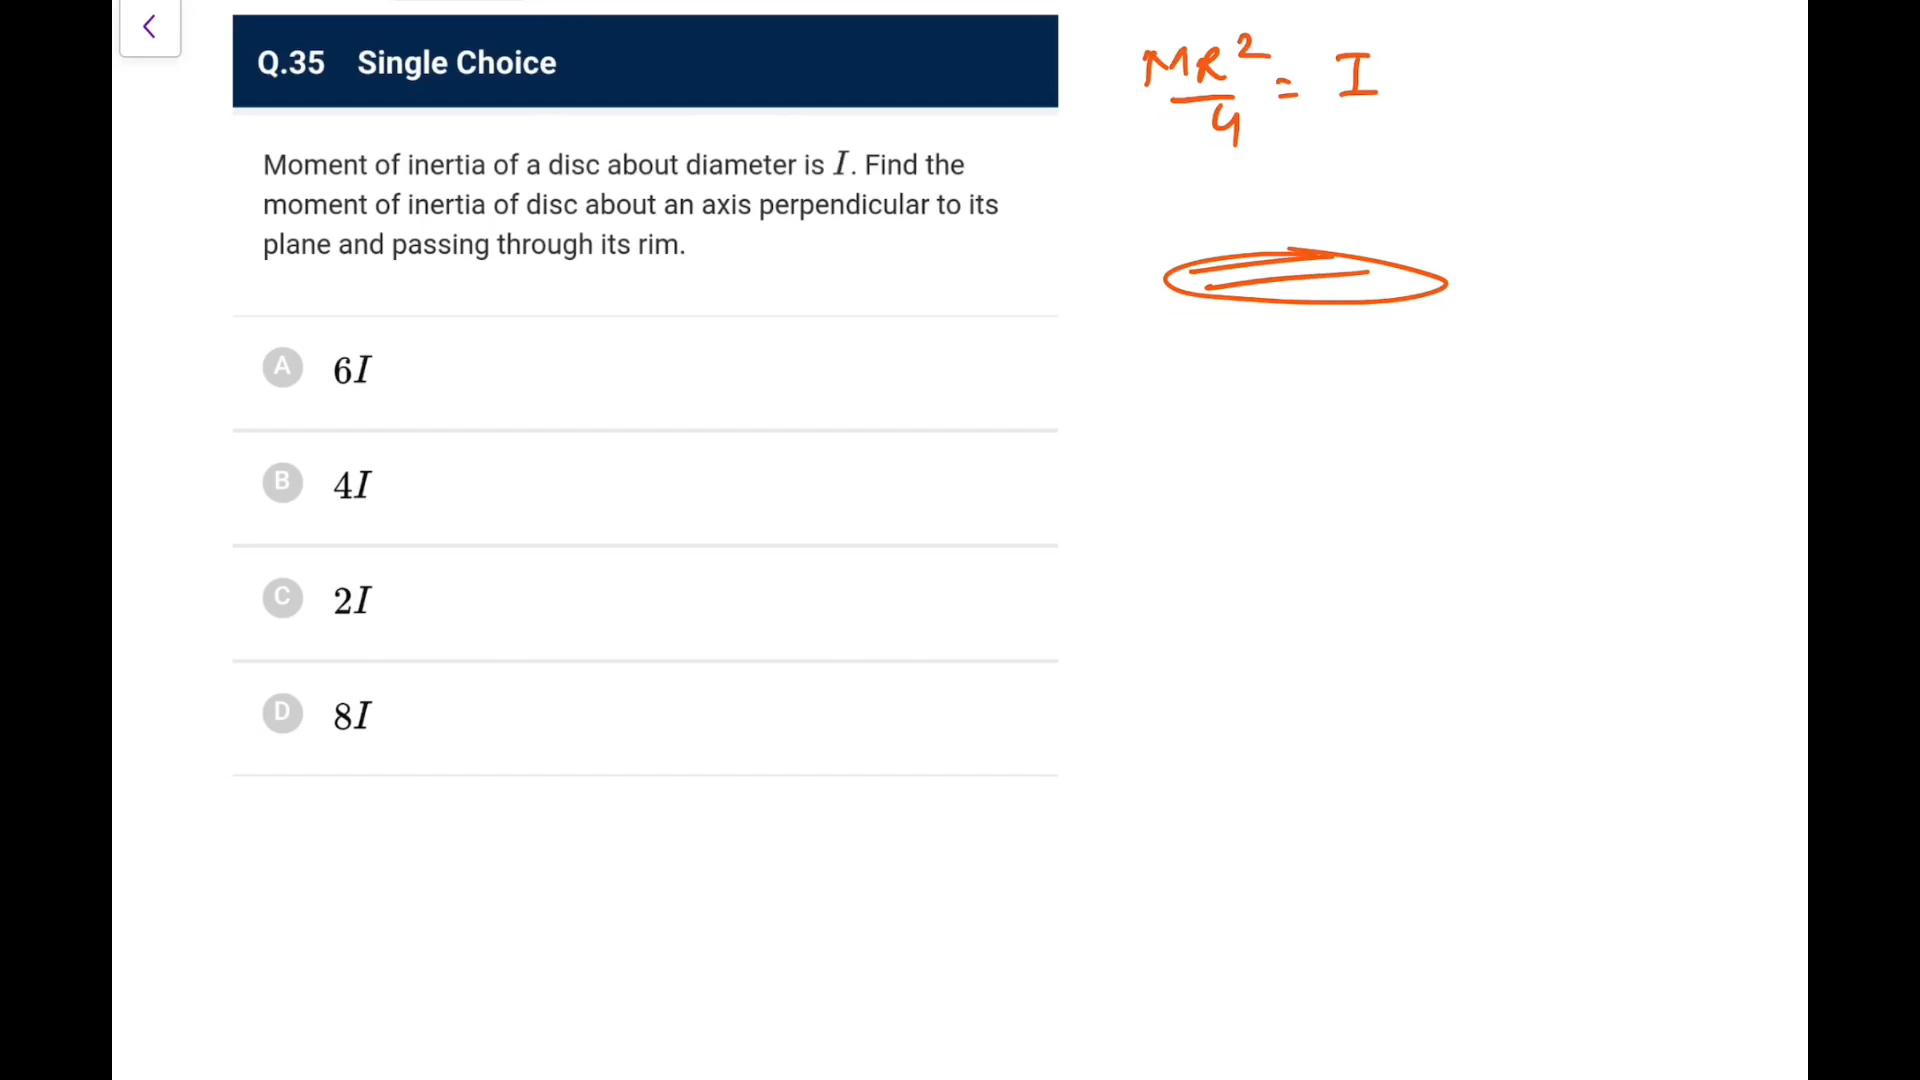 Q.35 Single Choice
Moment of inertia of a disc about diameter is I. Find the
moment of inertia of disc about an axis perpendicular to its
plane and passing through its rim.
A 6I
B 4I
C 2I
D 8I
MR²/4 = I